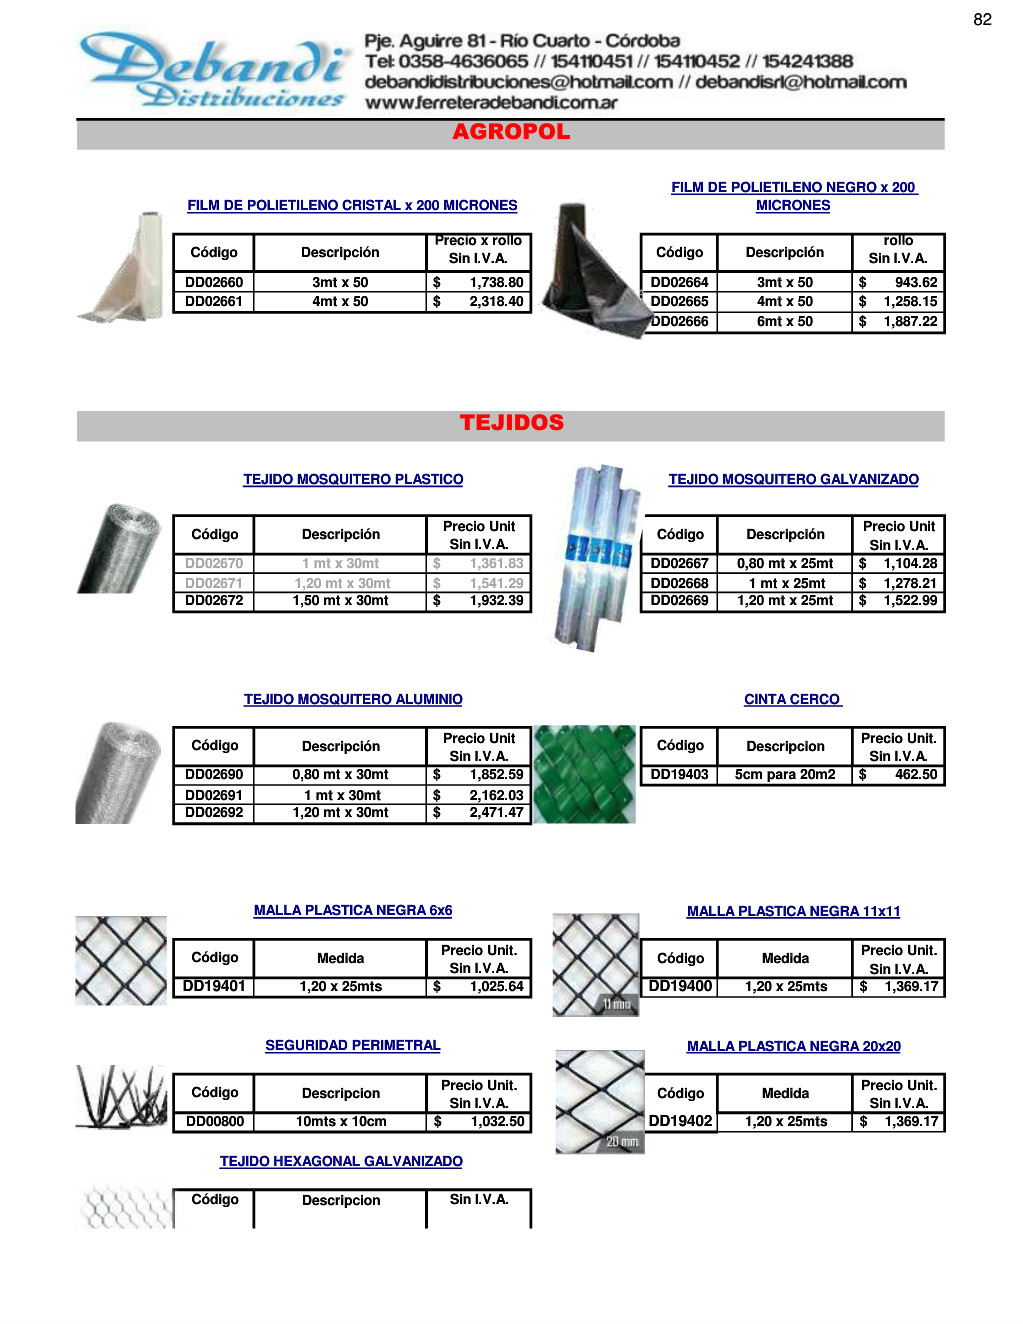 82
Debandi
Distribuciones
Pje. Aguirre 81 - Río Cuarto - Córdoba
Tel: 0358-4636065 // 154110451 // 154110452 // 154241388
debandidistribuciones@hotmail.com // debandisrl@hotmail.com
www.ferreteradebandi.com.ar
AGROPOL
FILM DE POLIETILENO CRISTAL x 200 MICRONES
Código Descripción Precio x rollo Sin I.V.A.
DD02660 3mt x 50 $ 1,738.80
DD02661 4mt x 50 $ 2,318.40
FILM DE POLIETILENO NEGRO x 200
MICRONES
Código Descripción rollo Sin I.V.A.
DD02664 3mt x 50 $ 943.62
DD02665 4mt x 50 $ 1,258.15
DD02666 6mt x 50 $ 1,887.22
TEJIDOS
TEJIDO MOSQUITERO PLASTICO
Código Descripción Precio Unit Sin I.V.A.
DD02670 1 mt x 30mt $ 1,361.83
DD02671 1,20 mt x 30mt $ 1,541.29
DD02672 1,50 mt x 30mt $ 1,932.39
TEJIDO MOSQUITERO GALVANIZADO
Código Descripción Precio Unit Sin I.V.A.
DD02667 0,80 mt x 25mt $ 1,104.28
DD02668 1 mt x 25mt $ 1,278.21
DD02669 1,20 mt x 25mt $ 1,522.99
TEJIDO MOSQUITERO ALUMINIO
Código Descripción Precio Unit Sin I.V.A.
DD02690 0,80 mt x 30mt $ 1,852.59
DD02691 1 mt x 30mt $ 2,162.03
DD02692 1,20 mt x 30mt $ 2,471.47
CINTA CERCO
Código Descripcion Precio Unit. Sin I.V.A.
DD19403 5cm para 20m2 $ 462.50
MALLA PLASTICA NEGRA 6x6
Código Medida Precio Unit. Sin I.V.A.
DD19401 1,20 x 25mts $ 1,025.64
MALLA PLASTICA NEGRA 11x11
11 mm
Código Medida Precio Unit. Sin I.V.A.
DD19400 1,20 x 25mts $ 1,369.17
SEGURIDAD PERIMETRAL
Código Descripcion Precio Unit. Sin I.V.A.
DD00800 10mts x 10cm $ 1,032.50
MALLA PLASTICA NEGRA 20x20
20 mm
Código Medida Precio Unit. Sin I.V.A.
DD19402 1,20 x 25mts $ 1,369.17
TEJIDO HEXAGONAL GALVANIZADO
Código Descripcion Sin I.V.A.